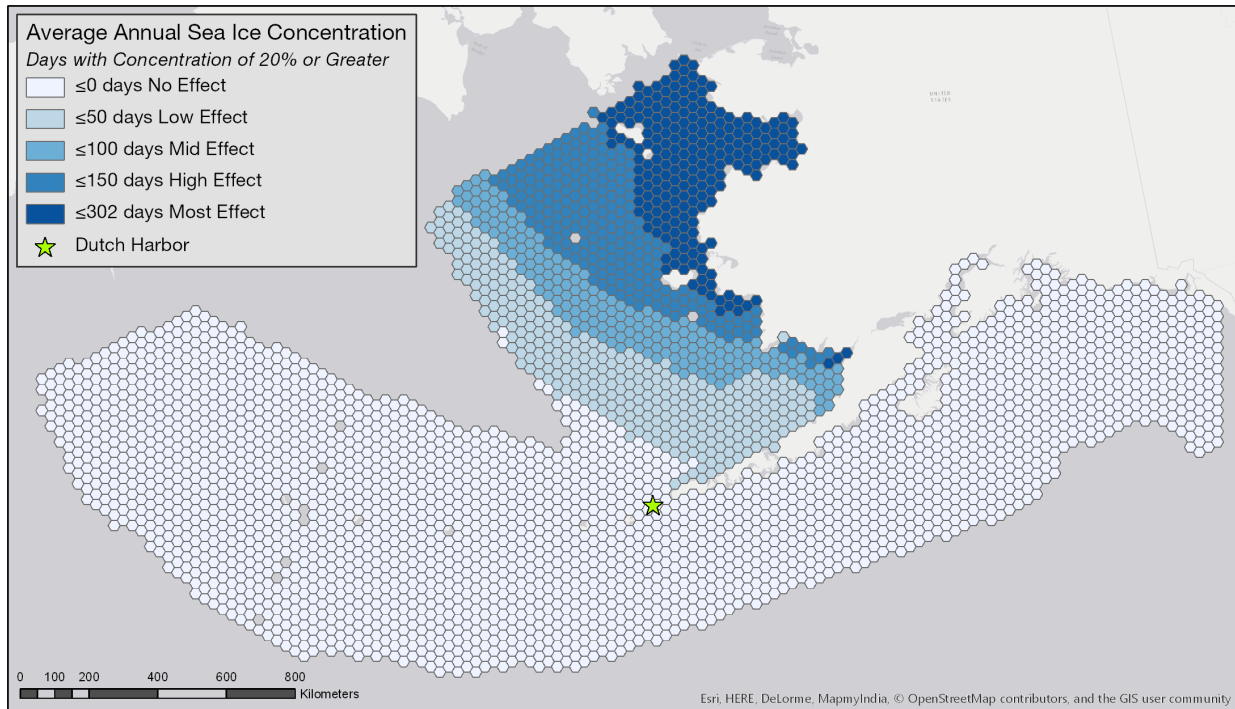 Average Annual Sea Ice Concentration
Days with Concentration of 20% or Greater
≤0 days No Effect
≤50 days Low Effect
≤100 days Mid Effect
≤150 days High Effect
≤302 days Most Effect
Dutch Harbor
UNITED
STATES
0 100 200 400 600 800
Kilometers
Esri, HERE, DeLorme, MapmyIndia, © OpenStreetMap contributors, and the GIS user community